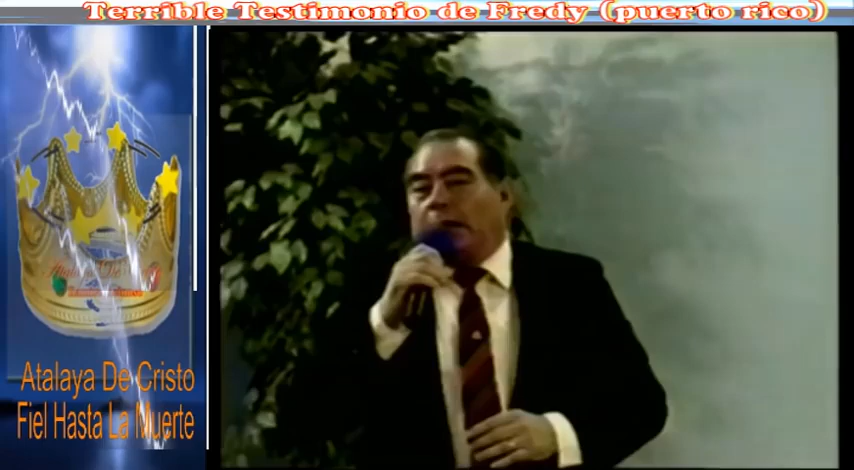 Terrible Testimonio de Fredy (puerto rico)
Atalaya De Cristo
Fiel Hasta La Muerte